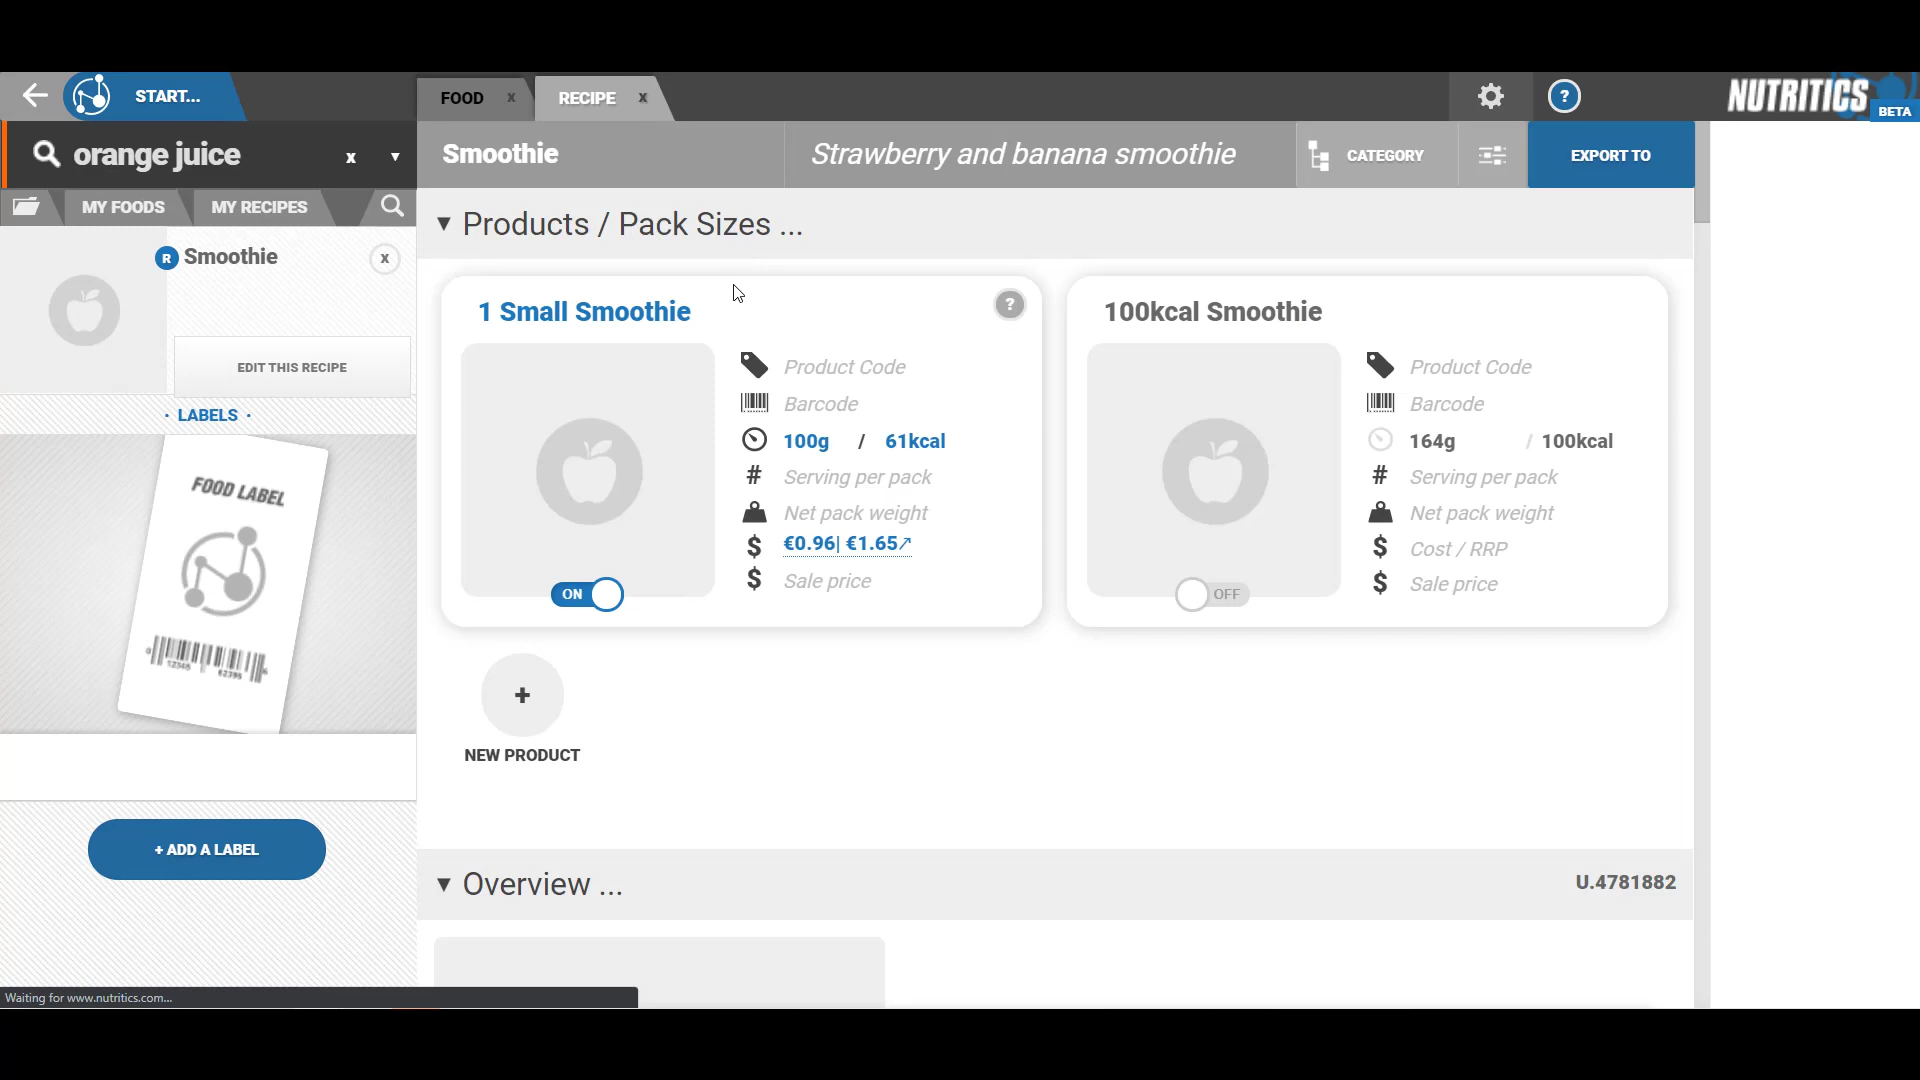 START...
FOOD x
RECIPE x
?
NUTRITICS
BETA
orange juice x
Smoothie
Strawberry and banana smoothie
CATEGORY
EXPORT TO
MY FOODS
MY RECIPES
R Smoothie x
EDIT THIS RECIPE
· LABELS ·
FOOD LABEL
+ ADD A LABEL
Products / Pack Sizes ...
1 Small Smoothie ?
Product Code
Barcode
100g / 61kcal
# Serving per pack
Net pack weight
$ €0.96| €1.65↗
$ Sale price
ON
100kcal Smoothie
Product Code
Barcode
164g / 100kcal
# Serving per pack
Net pack weight
$ Cost / RRP
$ Sale price
OFF
+
NEW PRODUCT
Overview ...
U.4781882
Waiting for www.nutritics.com...